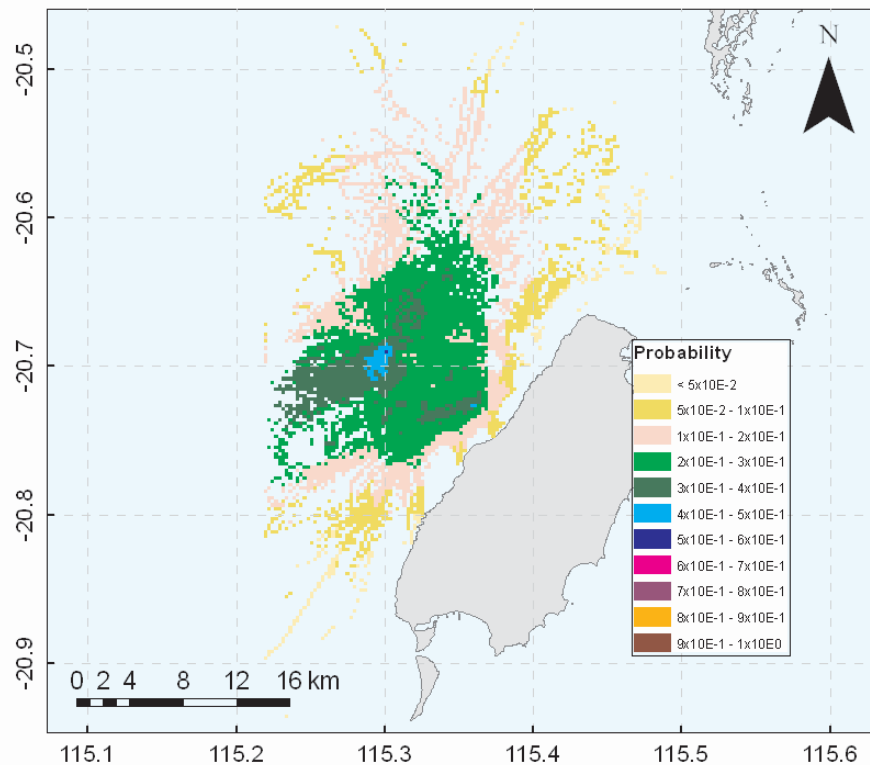 N
-20.5
-20.6
-20.7
-20.8
-20.9
Probability
< 5x10E-2
5x10E-2 - 1x10E-1
1x10E-1 - 2x10E-1
2x10E-1 - 3x10E-1
3x10E-1 - 4x10E-1
4x10E-1 - 5x10E-1
5x10E-1 - 6x10E-1
6x10E-1 - 7x10E-1
7x10E-1 - 8x10E-1
8x10E-1 - 9x10E-1
9x10E-1 - 1x10E0
0 2 4 8 12 16 km
115.1 115.2 115.3 115.4 115.5 115.6